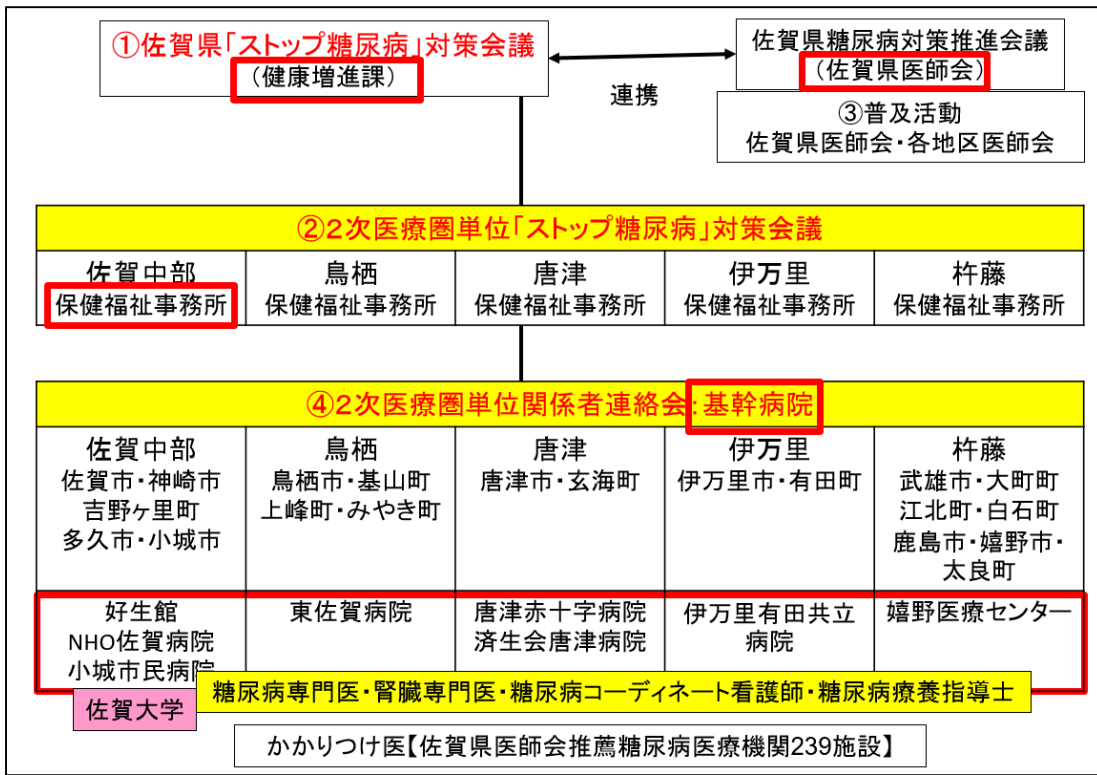 ①佐賀県「ストップ糖尿病」対策会議
（健康増進課）
連携
佐賀県糖尿病対策推進会議
（佐賀県医師会）
③普及活動
佐賀県医師会・各地区医師会
②２次医療圏単位「ストップ糖尿病」対策会議
佐賀中部
保健福祉事務所
鳥栖
保健福祉事務所
唐津
保健福祉事務所
伊万里
保健福祉事務所
杵藤
保健福祉事務所
④２次医療圏単位関係者連絡会:基幹病院
佐賀中部
佐賀市・神崎市
吉野ヶ里町
多久市・小城市
鳥栖
鳥栖市・基山町
上峰町・みやき町
唐津
唐津市・玄海町
伊万里
伊万里市・有田町
杵藤
武雄市・大町町
江北町・白石町
鹿島市・嬉野市・
太良町
好生館
NHO佐賀病院
小城市民病院
東佐賀病院
唐津赤十字病院
済生会唐津病院
伊万里有田共立
病院
嬉野医療センター
佐賀大学
糖尿病専門医・腎臓専門医・糖尿病コーディネート看護師・糖尿病療養指導士
かかりつけ医【佐賀県医師会推薦糖尿病医療機関239施設】